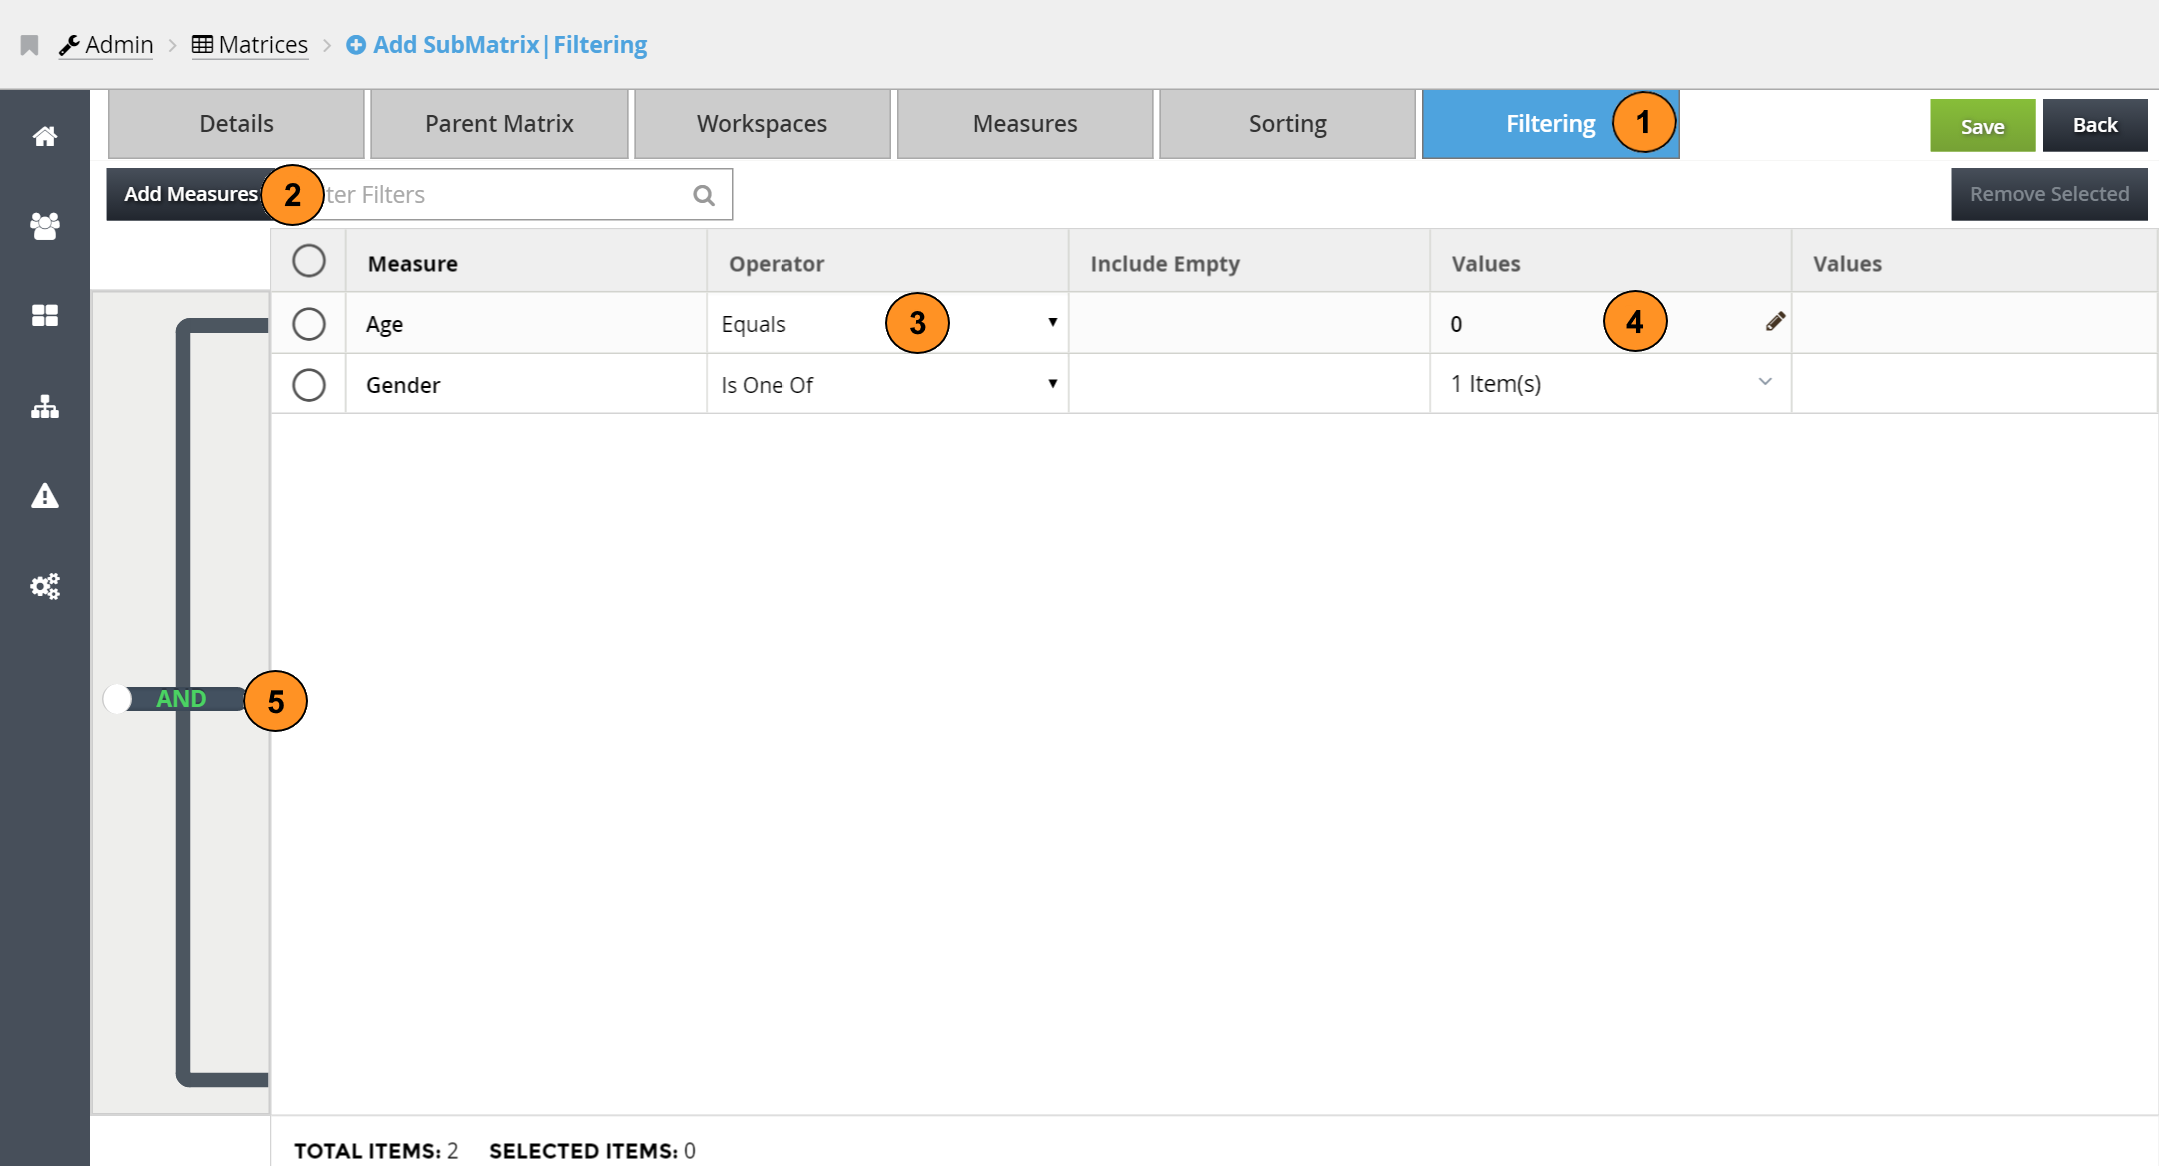 Admin > Matrices > Add SubMatrix|Filtering
Details Parent Matrix Workspaces Measures Sorting Filtering 1 Save Back
Add Measures 2 ter Filters Remove Selected
Measure Operator Include Empty Values Values
Age Equals 3 0 4
Gender Is One Of 1 Item(s)
AND 5
TOTAL ITEMS: 2 SELECTED ITEMS: 0